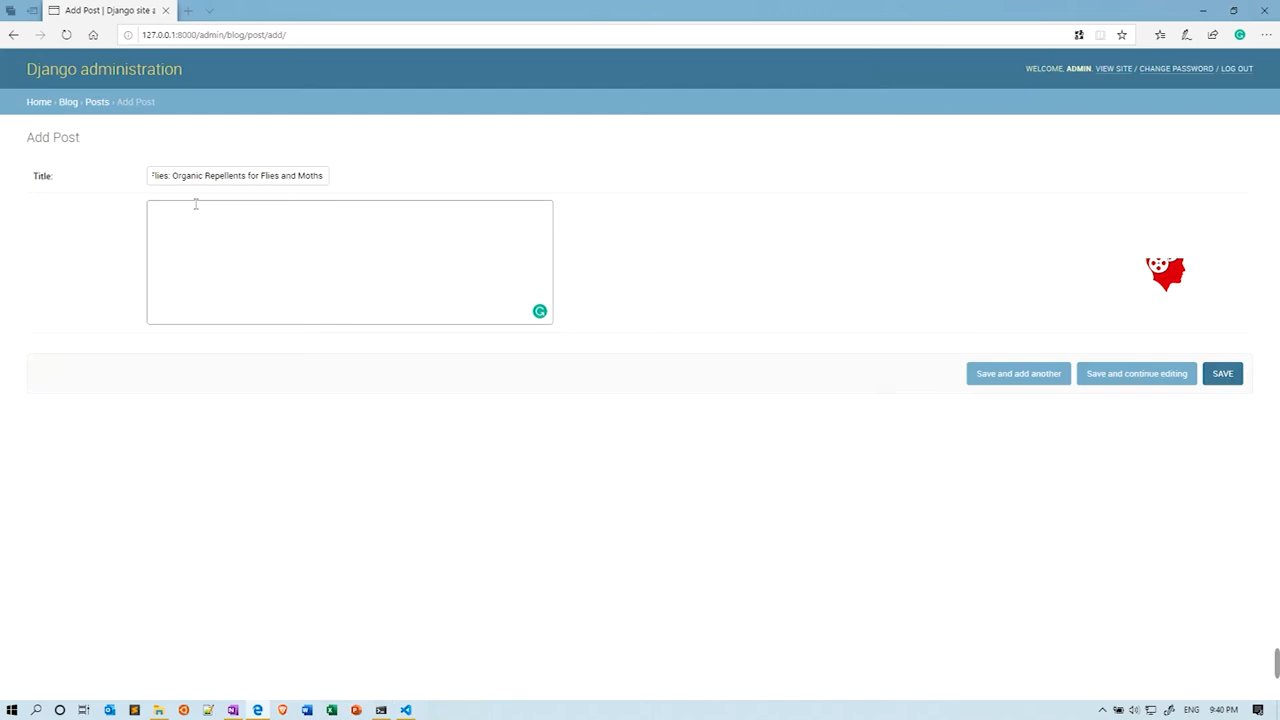 Add Post | Django site a
127.0.0.1:8000/admin/blog/post/add/
Django administration
WELCOME, ADMIN. VIEW SITE / CHANGE PASSWORD / LOG OUT
Home › Blog › Posts › Add Post
Add Post
Title:
Flies: Organic Repellents for Flies and Moths
Save and add another
Save and continue editing
SAVE
ENG
9:40 PM